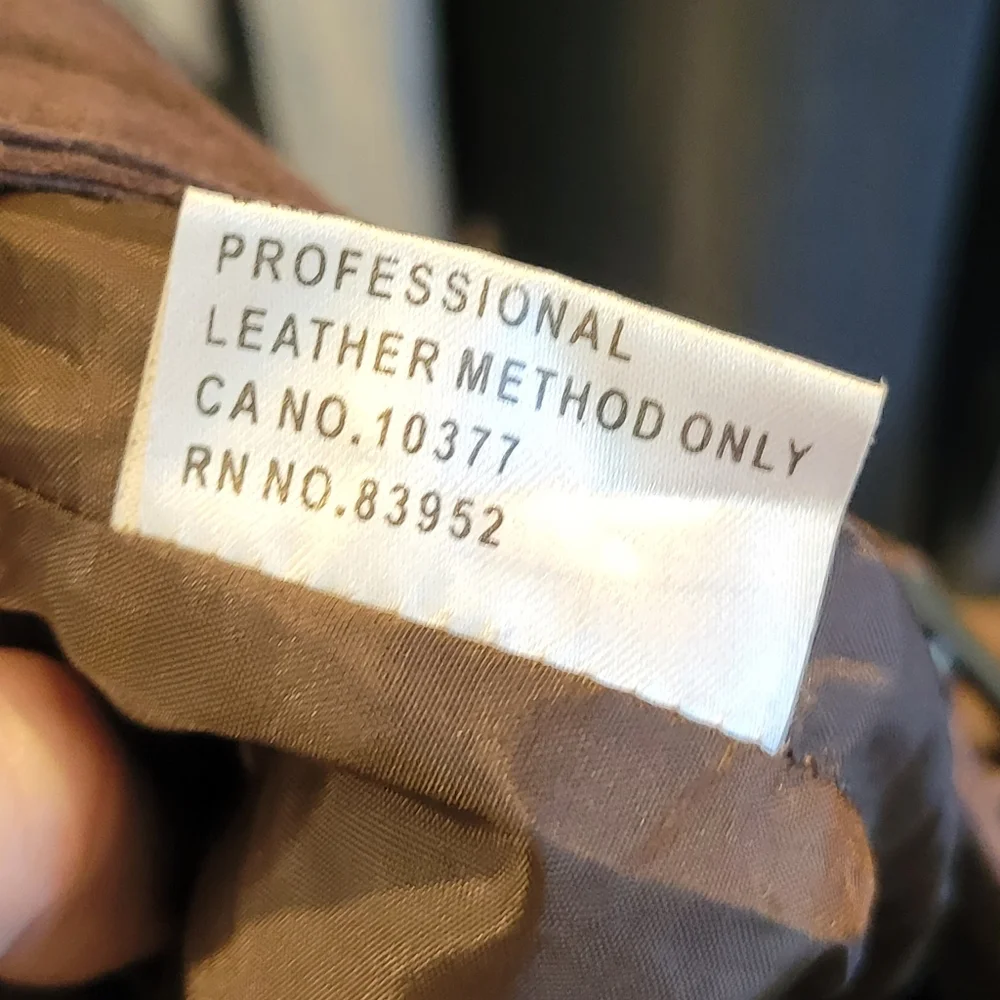 PROFESSIONAL
LEATHER METHOD ONLY
CA NO.10377
RN NO.83952